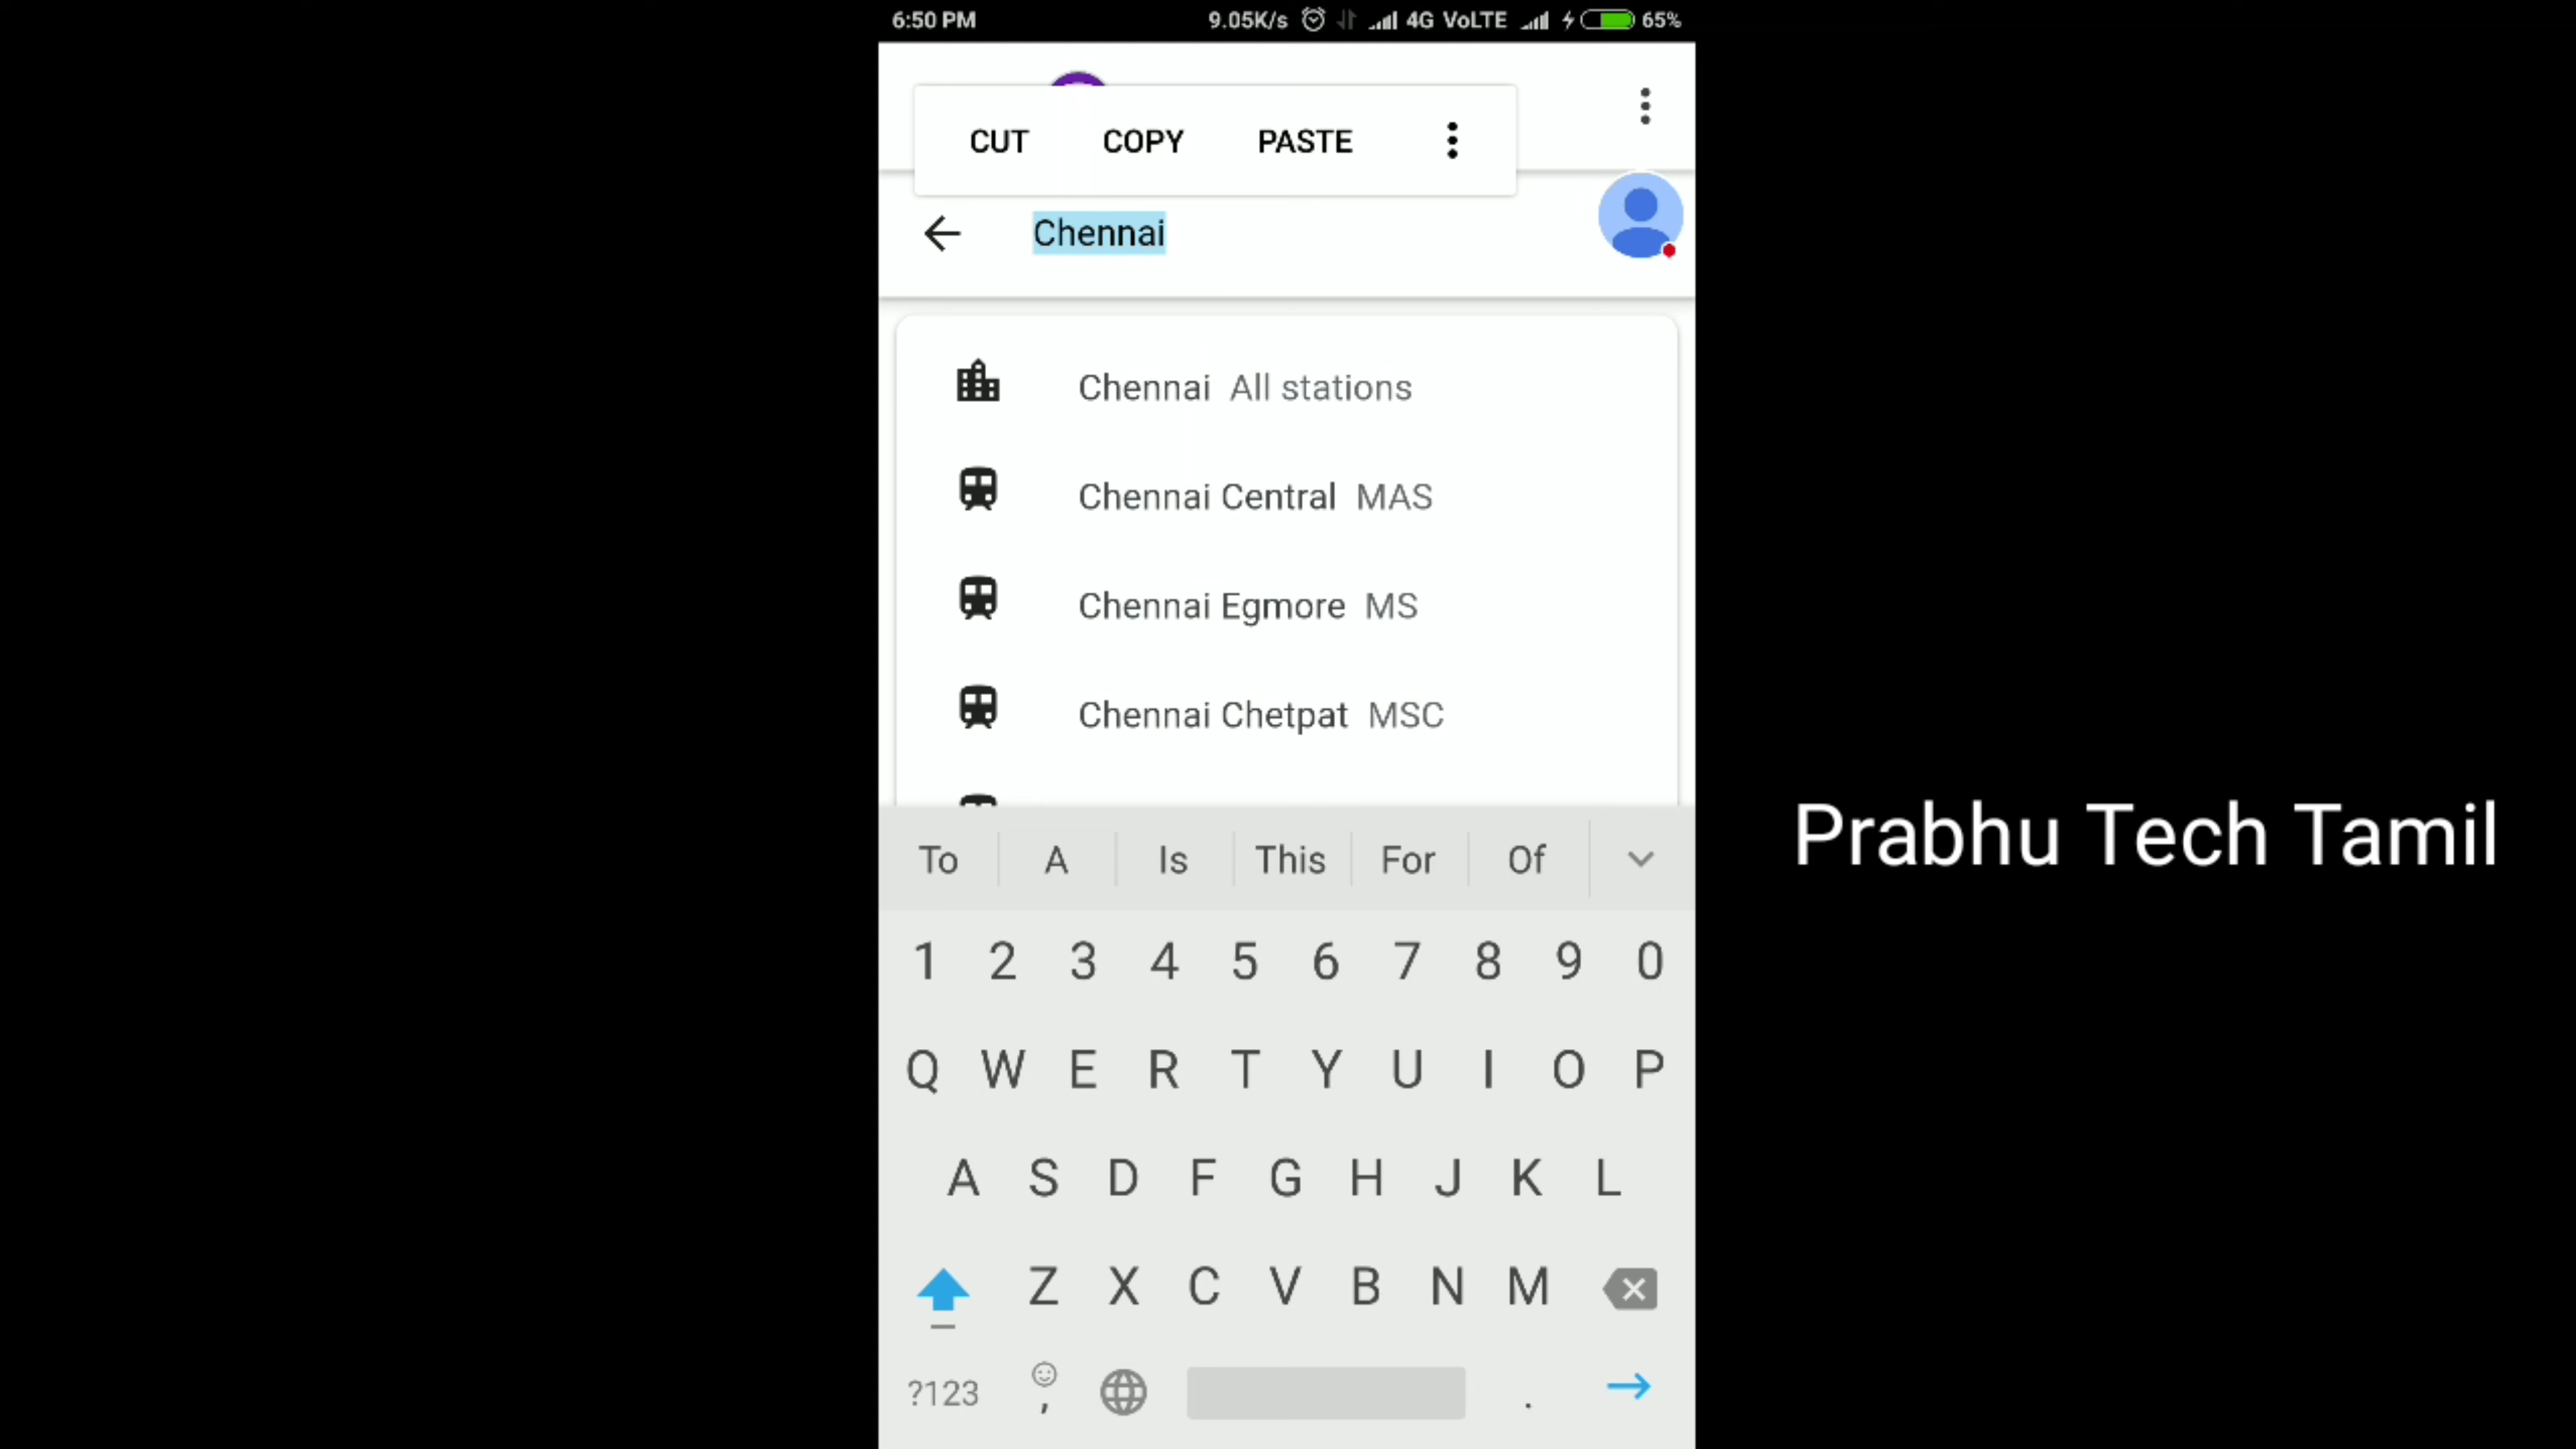 6:50 PM 9.05K/s 4G VoLTE 65%
CUT COPY PASTE
Chennai
Chennai All stations
Chennai Central MAS
Chennai Egmore MS
Chennai Chetpat MSC
To A Is This For Of
1 2 3 4 5 6 7 8 9 0
Q W E R T Y U I O P
A S D F G H J K L
Z X C V B N M
?123 , .
Prabhu Tech Tamil